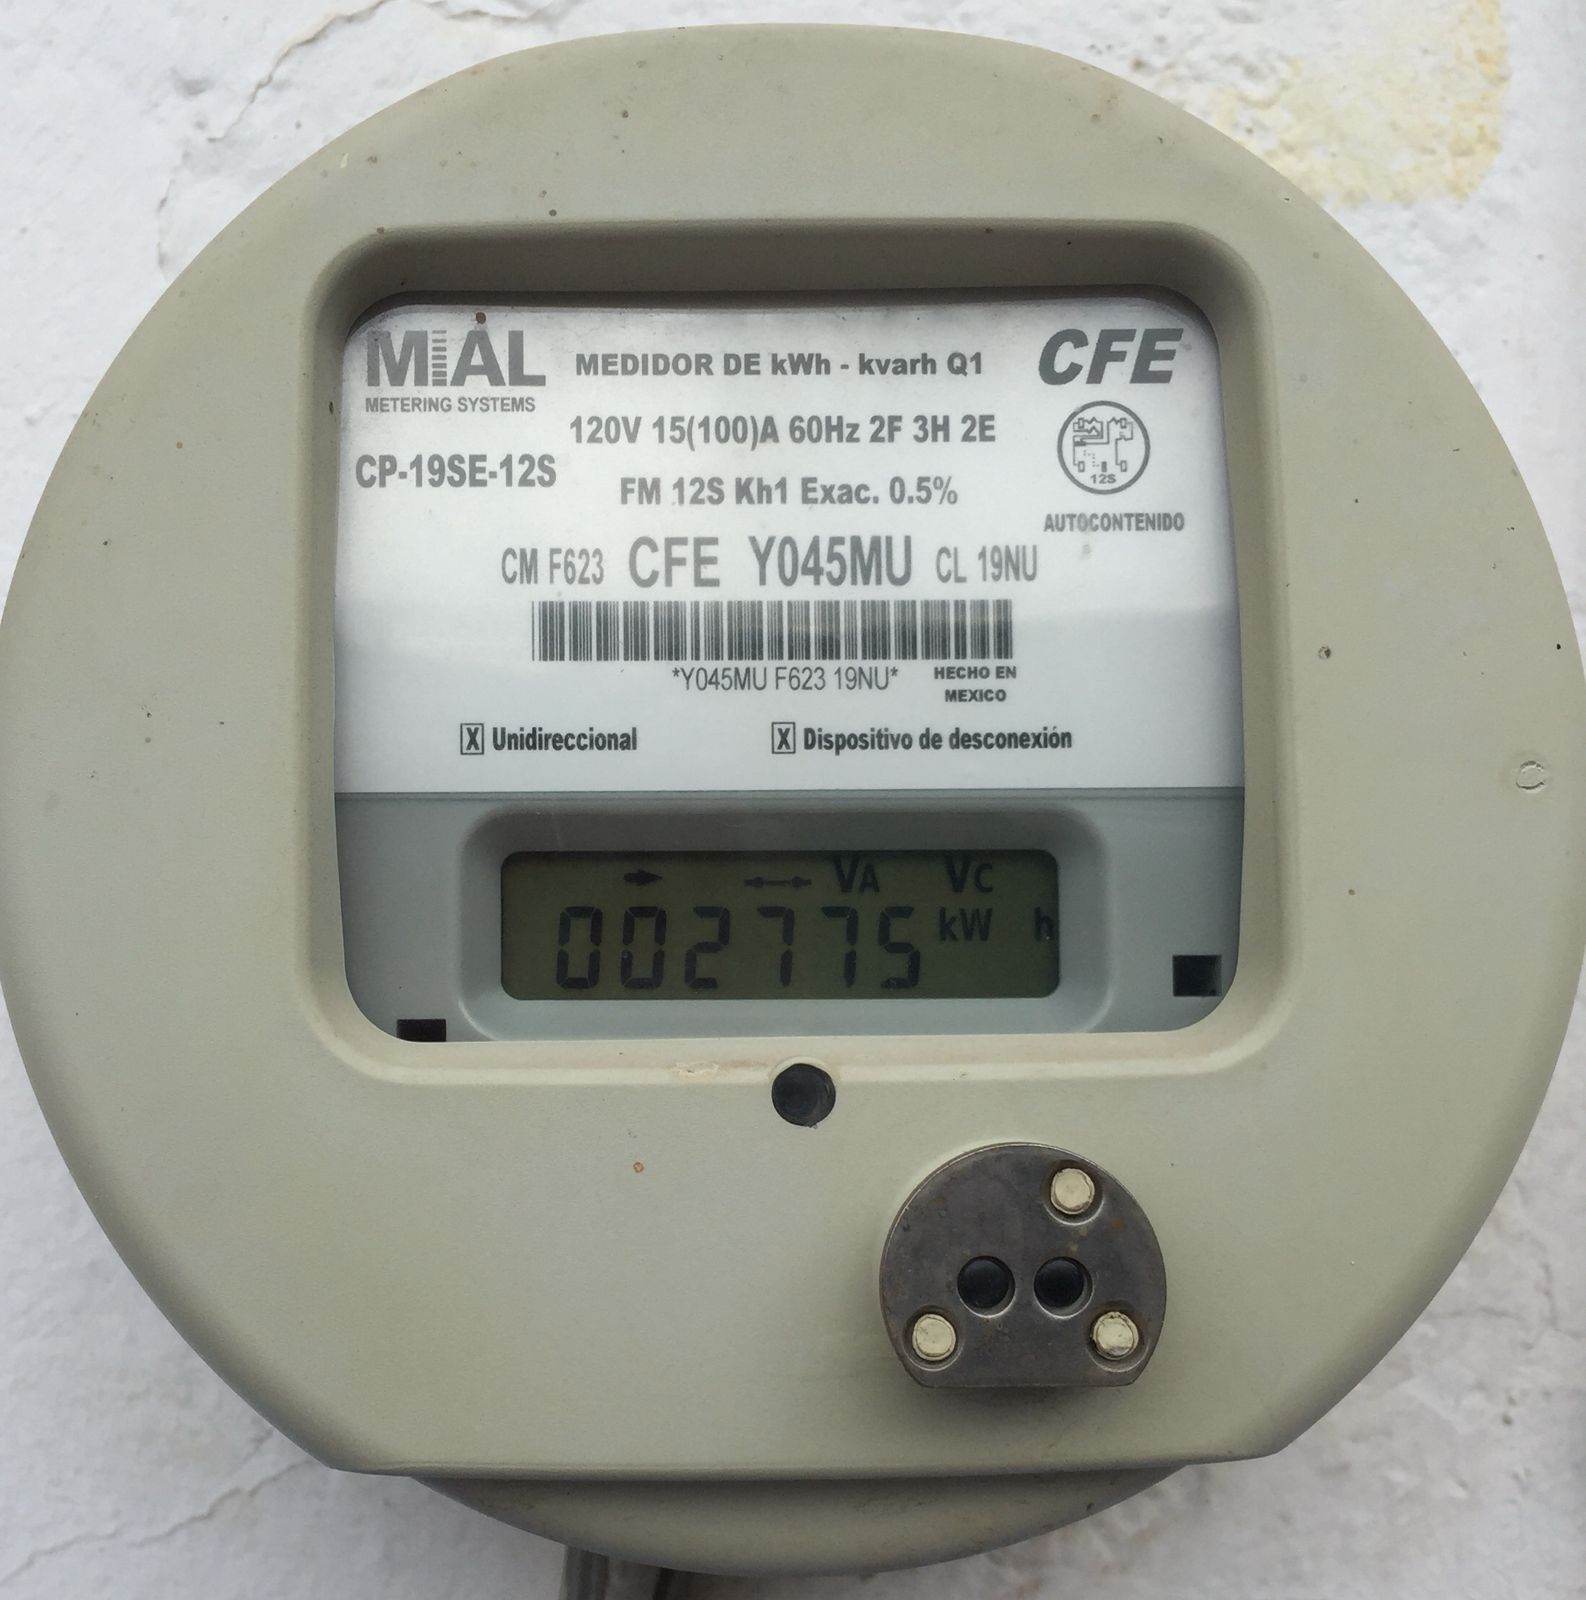 MIAL
METERING SYSTEMS
MEDIDOR DE kWh - kvarh Q1
CFE
120V 15(100)A 60Hz 2F 3H 2E
CP-19SE-12S
FM 12S Kh1 Exac. 0.5%
12S
AUTOCONTENIDO
CM F623 CFE Y045MU CL 19NU
*Y045MU F623 19NU*
HECHO EN
MEXICO
X Unidireccional
X Dispositivo de desconexión
VA VC
002775 kW h